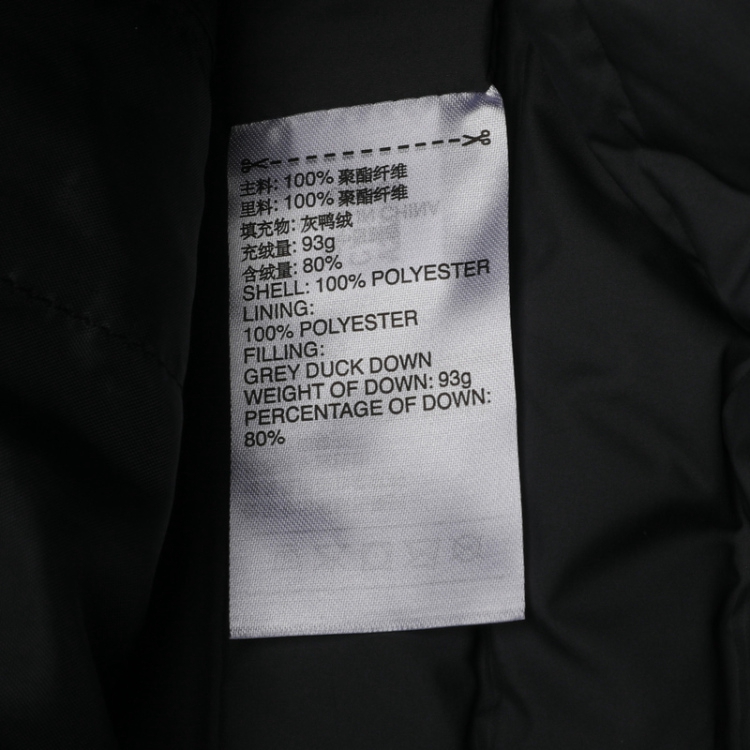 主料: 100% 聚酯纤维
里料: 100% 聚酯纤维
填充物: 灰鸭绒
充绒量: 93g
含绒量: 80%
SHELL: 100% POLYESTER
LINING:
100% POLYESTER
FILLING:
GREY DUCK DOWN
WEIGHT OF DOWN: 93g
PERCENTAGE OF DOWN:
80%